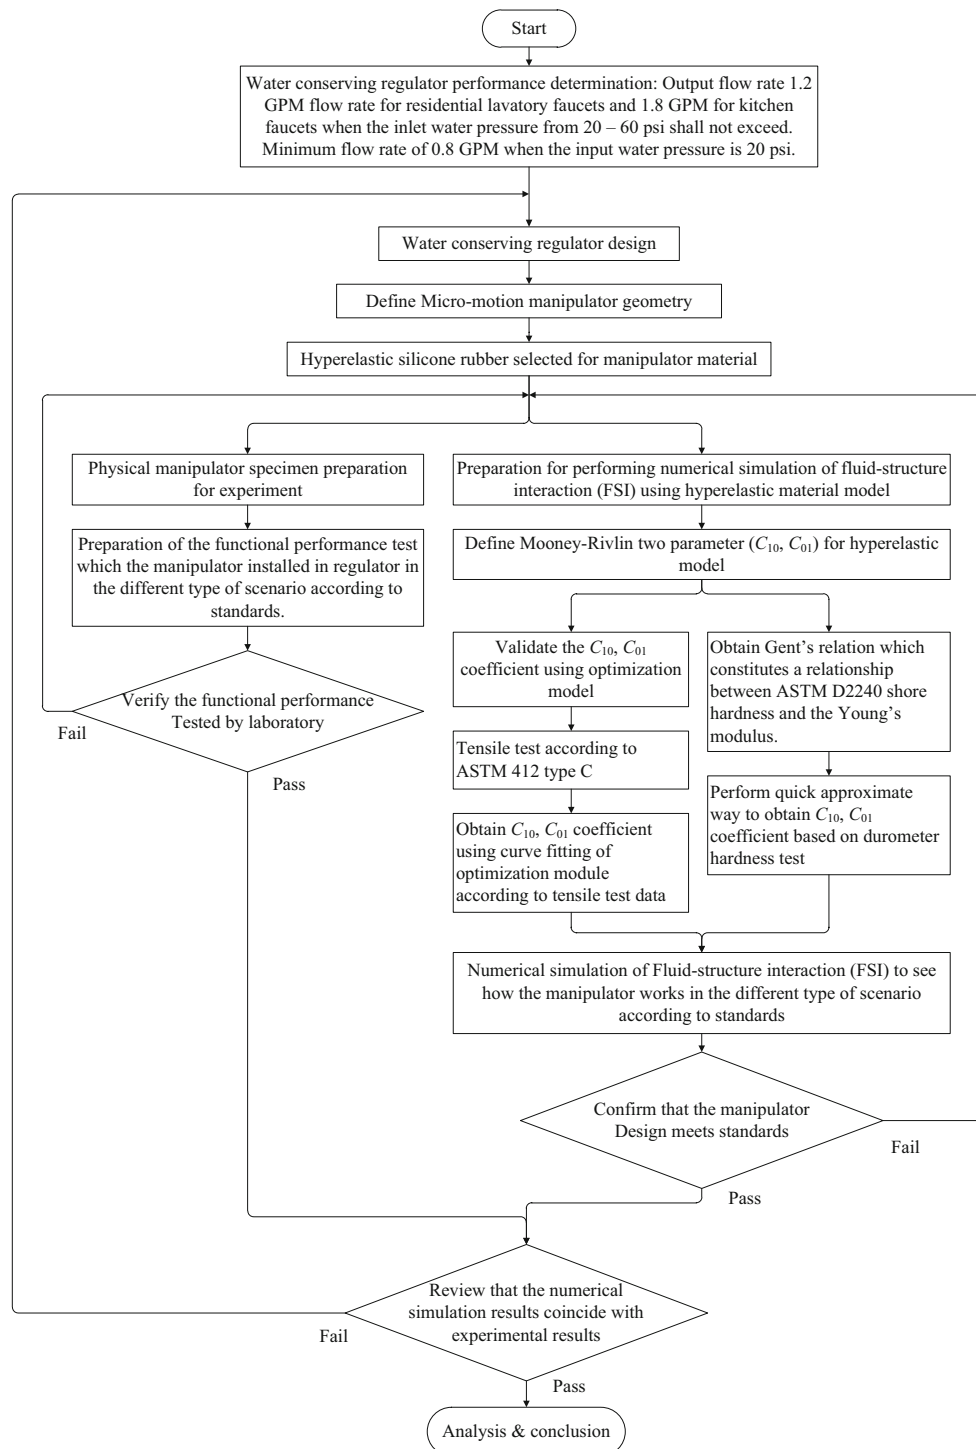 Start
Water conserving regulator performance determination: Output flow rate 1.2
GPM flow rate for residential lavatory faucets and 1.8 GPM for kitchen
faucets when the inlet water pressure from 20 – 60 psi shall not exceed.
Minimum flow rate of 0.8 GPM when the input water pressure is 20 psi.
Water conserving regulator design
Define Micro-motion manipulator geometry
Hyperelastic silicone rubber selected for manipulator material
Physical manipulator specimen preparation
for experiment
Preparation of the functional performance test
which the manipulator installed in regulator in
the different type of scenario according to
standards.
Verify the functional performance
Tested by laboratory
Fail
Pass
Preparation for performing numerical simulation of fluid-structure
interaction (FSI) using hyperelastic material model
Define Mooney-Rivlin two parameter (C10, C01) for hyperelastic
model
Validate the C10, C01
coefficient using optimization
model
Tensile test according to
ASTM 412 type C
Obtain C10, C01 coefficient
using curve fitting of
optimization module
according to tensile test data
Obtain Gent's relation which
constitutes a relationship
between ASTM D2240 shore
hardness and the Young's
modulus.
Perform quick approximate
way to obtain C10, C01
coefficient based on durometer
hardness test
Numerical simulation of Fluid-structure interaction (FSI) to see
how the manipulator works in the different type of scenario
according to standards
Confirm that the manipulator
Design meets standards
Fail
Pass
Review that the numerical
simulation results coincide with
experimental results
Fail
Pass
Analysis & conclusion